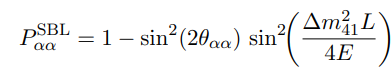 P_{αα}^{SBL} = 1 − sin²(2θ_{αα}) sin²(Δm²_{41}L / 4E)